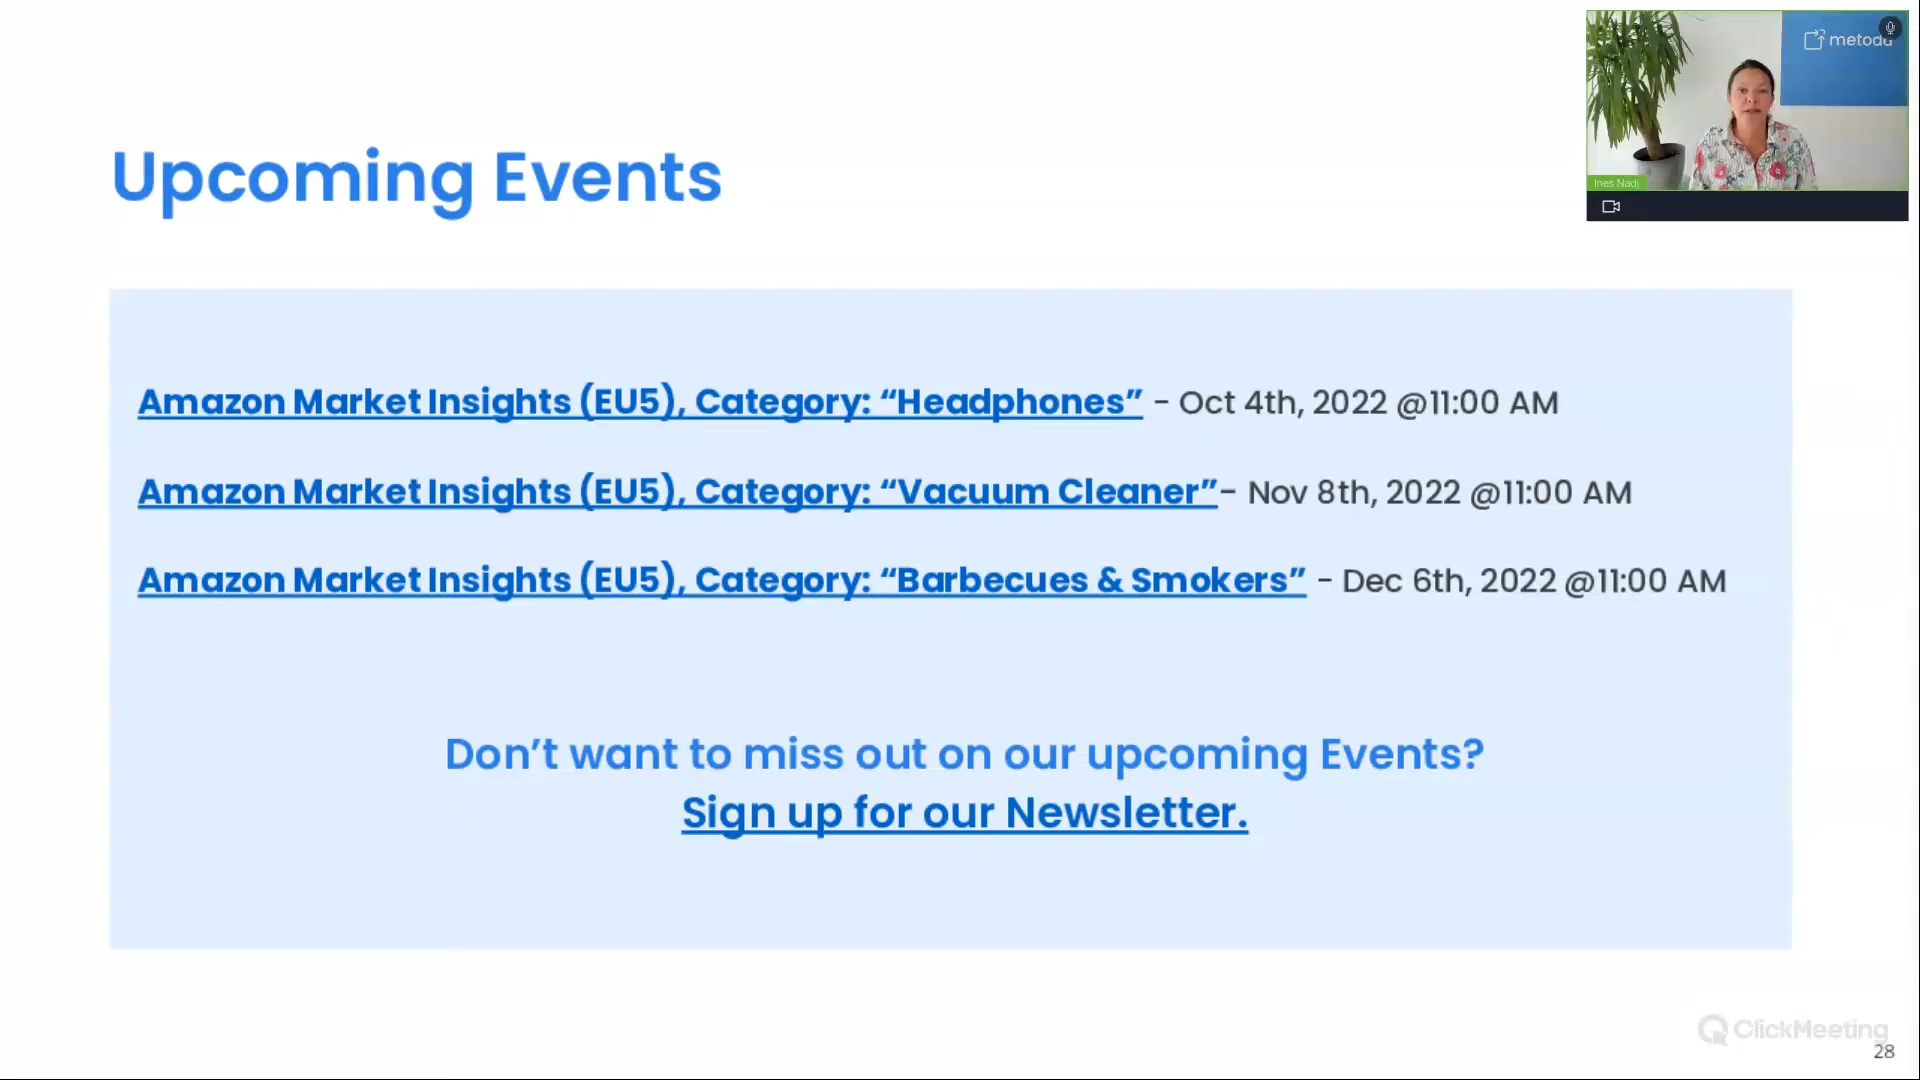 metoda
Ines Nadj
Upcoming Events
Amazon Market Insights (EU5), Category: “Headphones” - Oct 4th, 2022 @11:00 AM
Amazon Market Insights (EU5), Category: “Vacuum Cleaner”- Nov 8th, 2022 @11:00 AM
Amazon Market Insights (EU5), Category: “Barbecues & Smokers” - Dec 6th, 2022 @11:00 AM
Don’t want to miss out on our upcoming Events?
Sign up for our Newsletter.
ClickMeeting
28